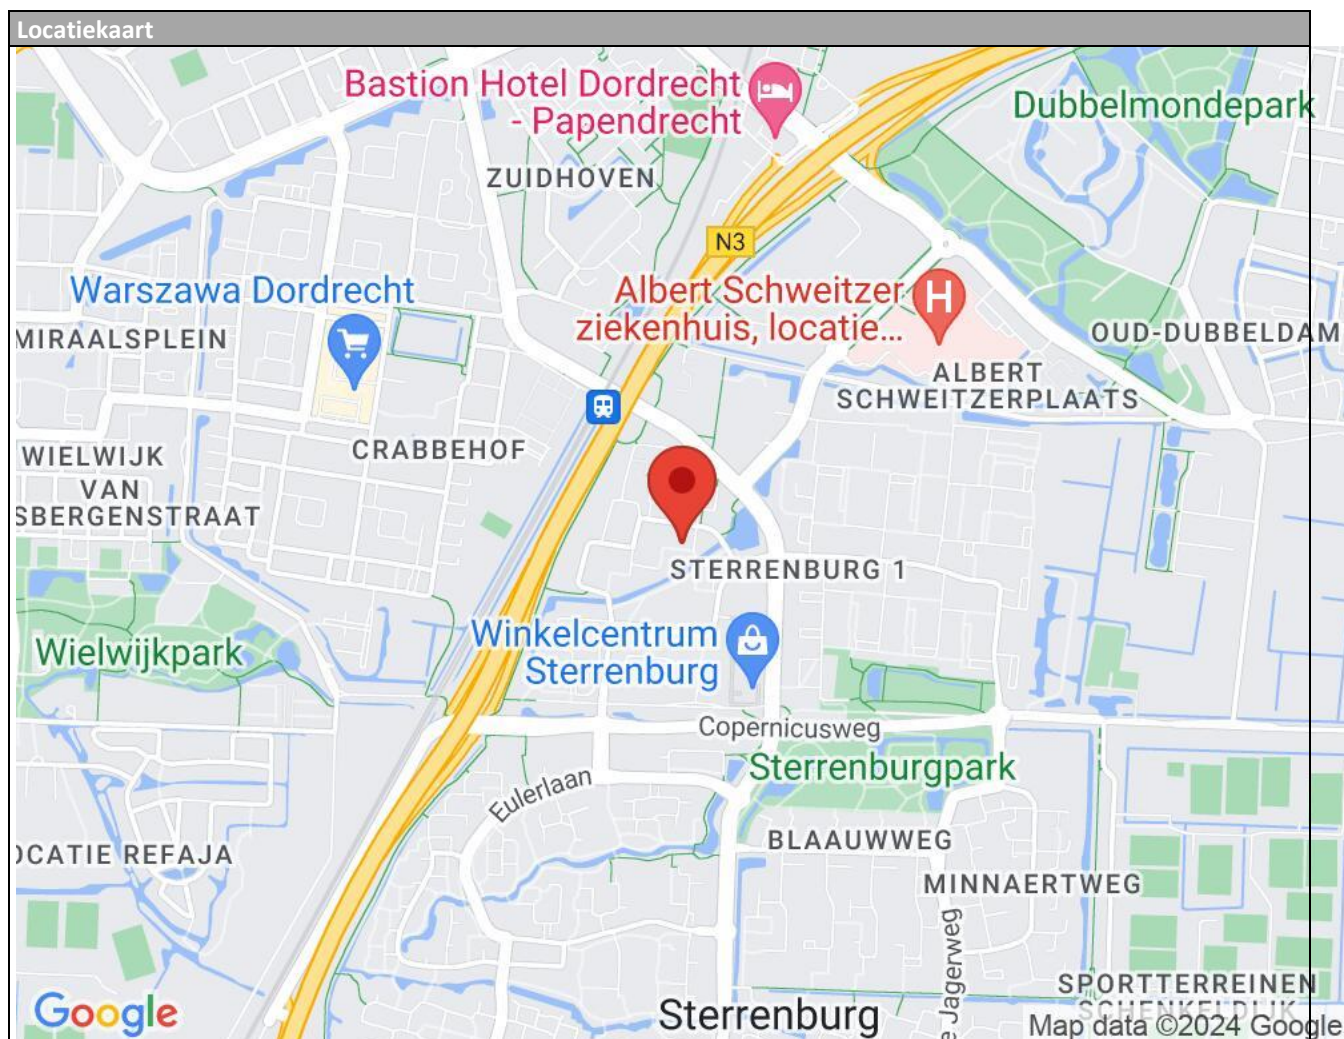 Locatiekaart
Bastion Hotel Dordrecht
- Papendrecht
Dubbelmondepark
ZUIDHOVEN
N3
Warszawa Dordrecht
Albert Schweitzer
ziekenhuis, locatie...
H
MIRAALSPLEIN
OUD-DUBBELDAM
ALBERT
SCHWEITZERPLAATS
CRABBEHOF
WIELWIJK
VAN
SBERGENSTRAAT
STERRENBURG 1
Winkelcentrum
Sterrenburg
Wielwijkpark
Copernicusweg
Sterrenburgpark
Eulerlaan
BLAAUWWEG
OCATIE REFAJA
MINNAERTWEG
e Jagerweg
SPORTTERREINEN
SCHENKELDIJK
Google
Sterrenburg
Map data ©2024 Google